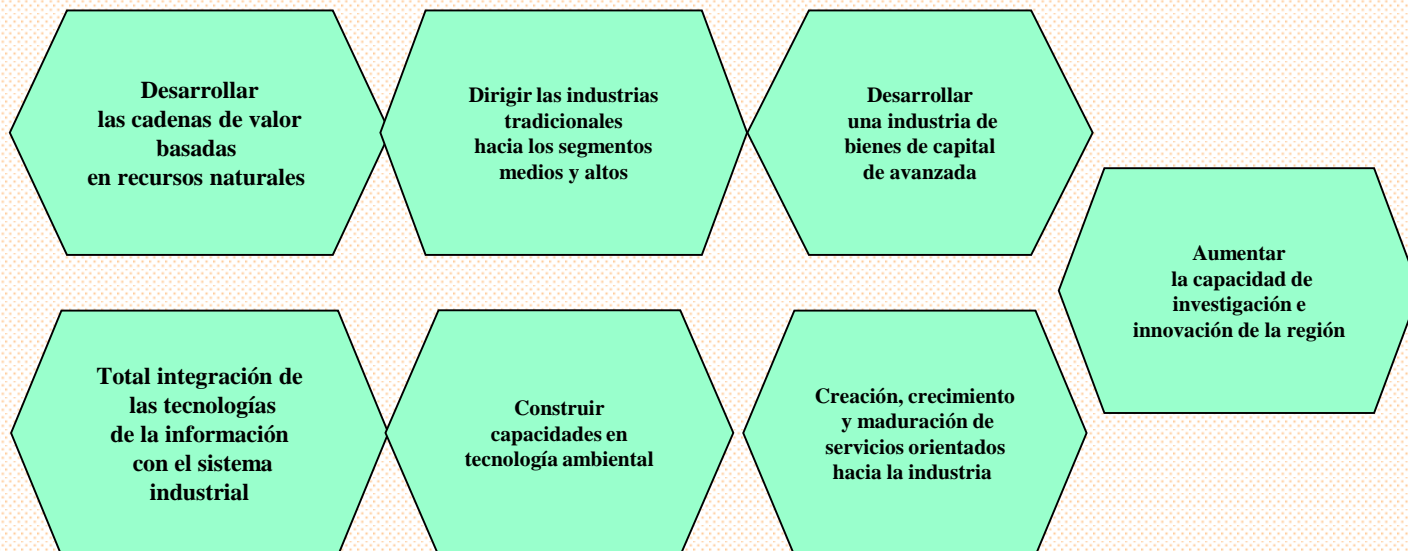 Desarrollar
las cadenas de valor
basadas
en recursos naturales
Dirigir las industrias
tradicionales
hacia los segmentos
medios y altos
Desarrollar
una industria de
bienes de capital
de avanzada
Aumentar
la capacidad de
investigación e
innovación de la región
Total integración de
las tecnologías
de la información
con el sistema
industrial
Construir
capacidades en
tecnología ambiental
Creación, crecimiento
y maduración de
servicios orientados
hacia la industria